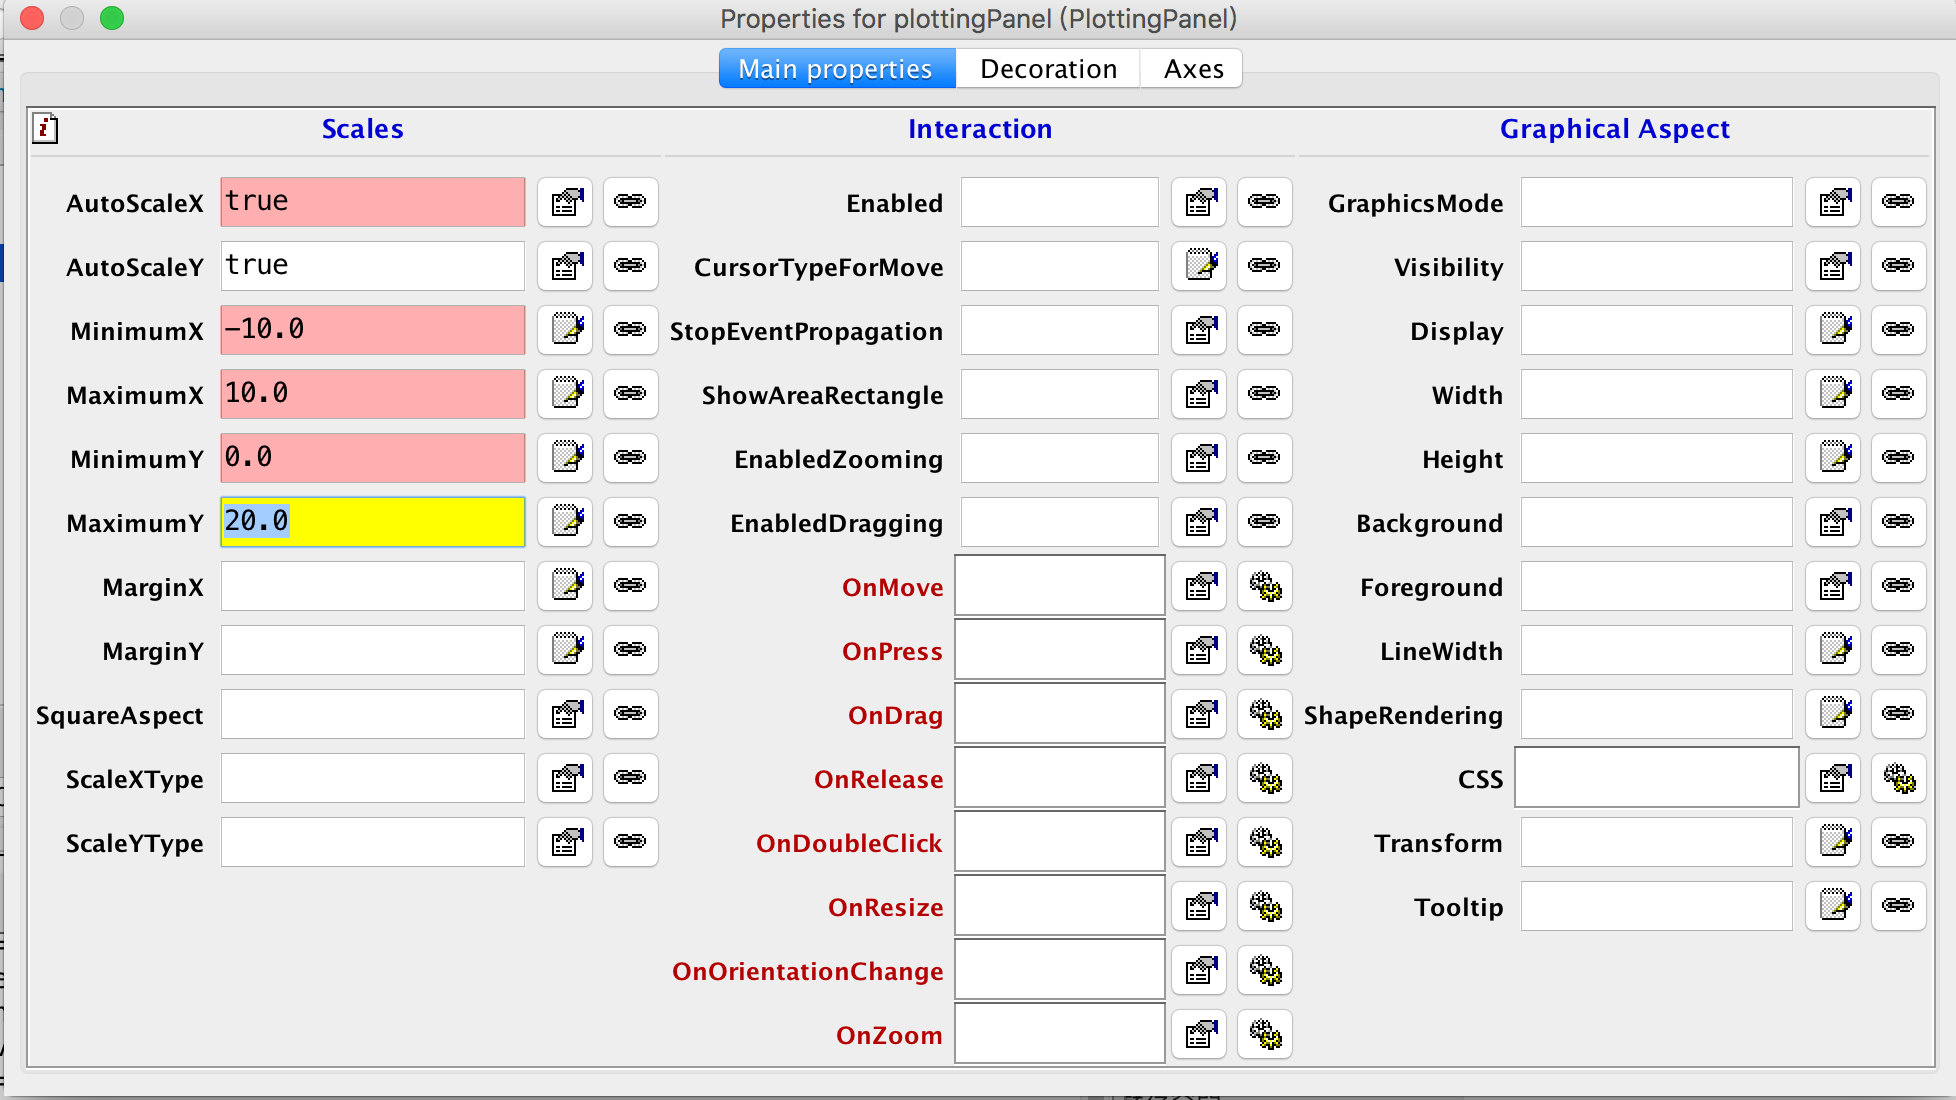 Properties for plottingPanel (PlottingPanel)
Main properties Decoration Axes
Scales Interaction Graphical Aspect
AutoScaleX true Enabled GraphicsMode
AutoScaleY true CursorTypeForMove Visibility
MinimumX -10.0 StopEventPropagation Display
MaximumX 10.0 ShowAreaRectangle Width
MinimumY 0.0 EnabledZooming Height
MaximumY 20.0 EnabledDragging Background
MarginX OnMove Foreground
MarginY OnPress LineWidth
SquareAspect OnDrag ShapeRendering
ScaleXType OnRelease CSS
ScaleYType OnDoubleClick Transform
OnResize Tooltip
OnOrientationChange
OnZoom